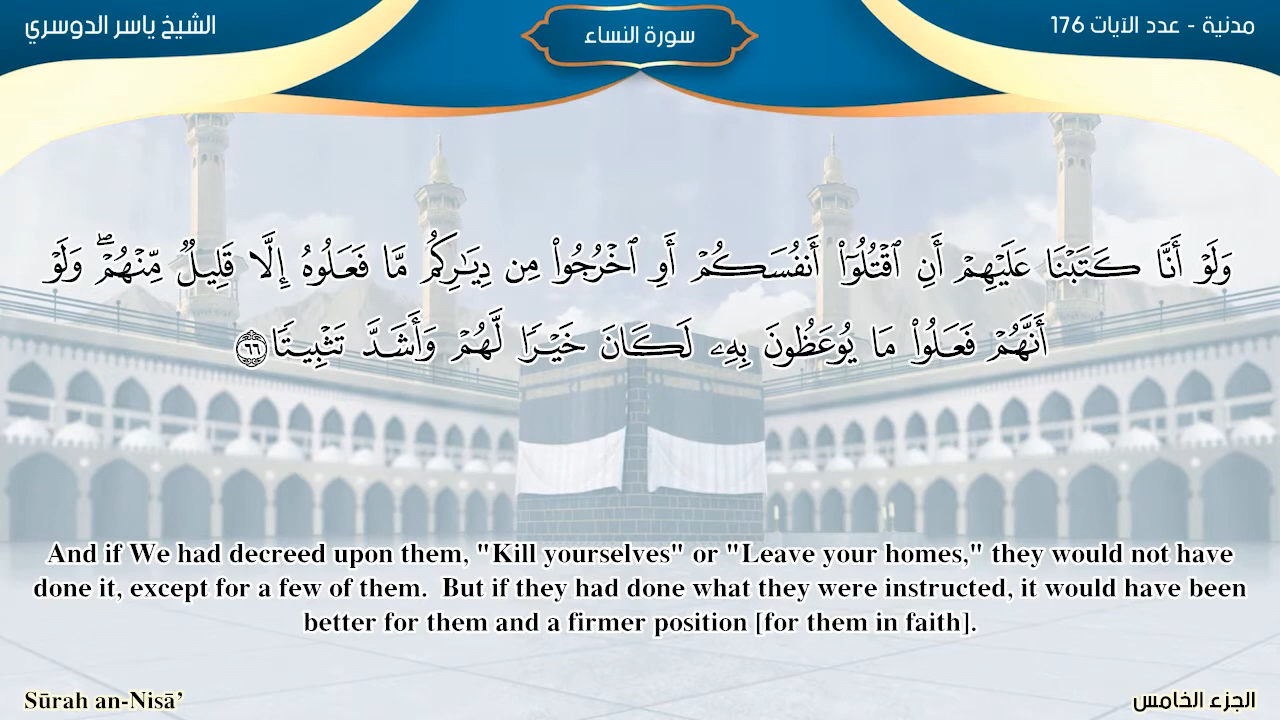 مدنية - عدد الآيات 176
سورة النساء
الشيخ ياسر الدوسري
وَلَوْ أَنَّا كَتَبْنَا عَلَيْهِمْ أَنِ ٱقْتُلُوٓا۟ أَنفُسَكُمْ أَوِ ٱخْرُجُوا۟ مِن دِيَـٰرِكُم مَّا فَعَلُوهُ إِلَّا قَلِيلٌ مِّنْهُمْ ۖ وَلَوْ
أَنَّهُمْ فَعَلُوا۟ مَا يُوعَظُونَ بِهِۦ لَكَانَ خَيْرًا لَّهُمْ وَأَشَدَّ تَثْبِيتًا ٦٦
And if We had decreed upon them, "Kill yourselves" or "Leave your homes," they would not have
done it, except for a few of them. But if they had done what they were instructed, it would have been
better for them and a firmer position [for them in faith].
Sūrah an-Nisā’
الجزء الخامس